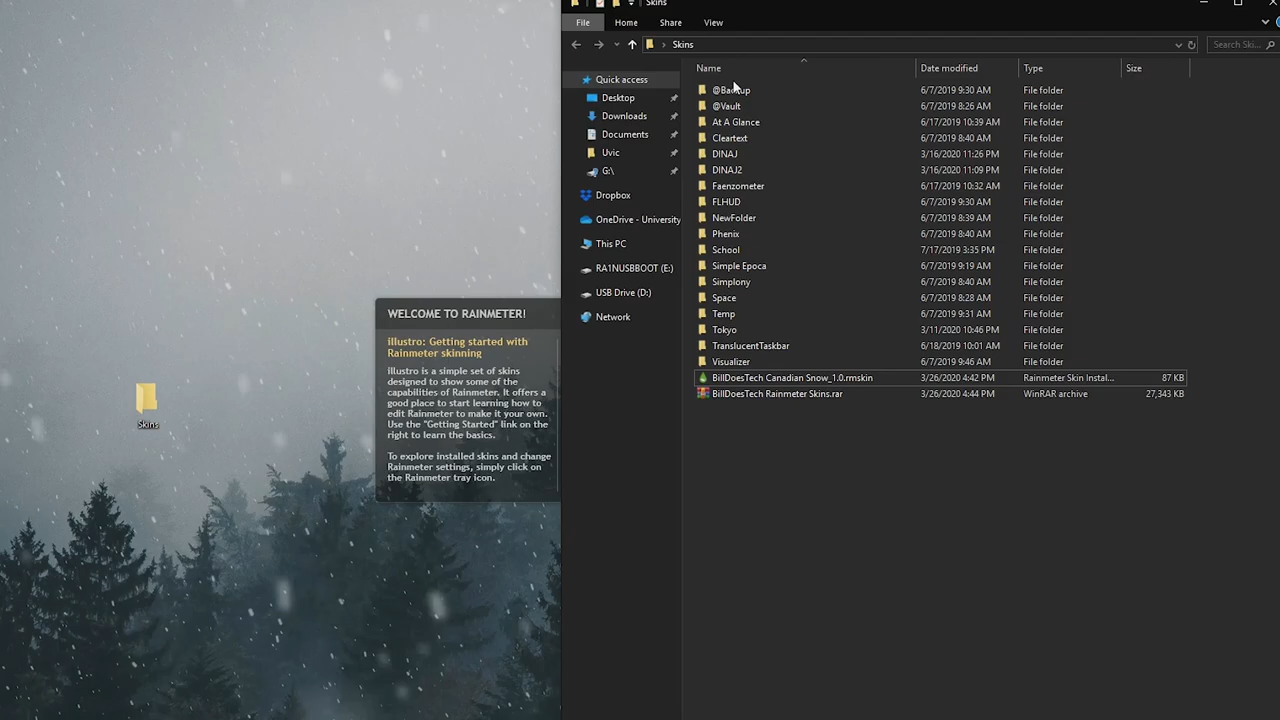 Skins
File Home Share View
Skins
Search Ski...
Name Date modified Type Size
Quick access
Desktop
Downloads
Documents
Uvic
G:\
Dropbox
OneDrive - University
This PC
RA1NUSBBOOT (E:)
USB Drive (D:)
Network
@Backup 6/7/2019 9:30 AM File folder
@Vault 6/7/2019 8:26 AM File folder
At A Glance 6/17/2019 10:39 AM File folder
Cleartext 6/7/2019 8:40 AM File folder
DINAJ 3/16/2020 11:26 PM File folder
DINAJ2 3/16/2020 11:09 PM File folder
Faenzometer 6/17/2019 10:32 AM File folder
FLHUD 6/7/2019 9:30 AM File folder
NewFolder 6/7/2019 8:39 AM File folder
Phenix 6/7/2019 8:40 AM File folder
School 7/17/2019 3:35 PM File folder
Simple Epoca 6/7/2019 9:19 AM File folder
Simplony 6/7/2019 8:40 AM File folder
Space 6/7/2019 8:28 AM File folder
Temp 6/7/2019 9:31 AM File folder
Tokyo 3/11/2020 10:46 PM File folder
TranslucentTaskbar 6/18/2019 10:01 AM File folder
Visualizer 6/7/2019 9:46 AM File folder
BillDoesTech Canadian Snow_1.0.rmskin 3/26/2020 4:42 PM Rainmeter Skin Instal... 87 KB
BillDoesTech Rainmeter Skins.rar 3/26/2020 4:44 PM WinRAR archive 27,343 KB
WELCOME TO RAINMETER!
illustro: Getting started with
Rainmeter skinning
illustro is a simple set of skins
designed to show some of the
capabilities of Rainmeter. It offers a
good place to start learning how to
edit Rainmeter to make it your own.
Use the "Getting Started" link on the
right to learn the basics.
To explore installed skins and change
Rainmeter settings, simply click on
the Rainmeter tray icon.
Skins